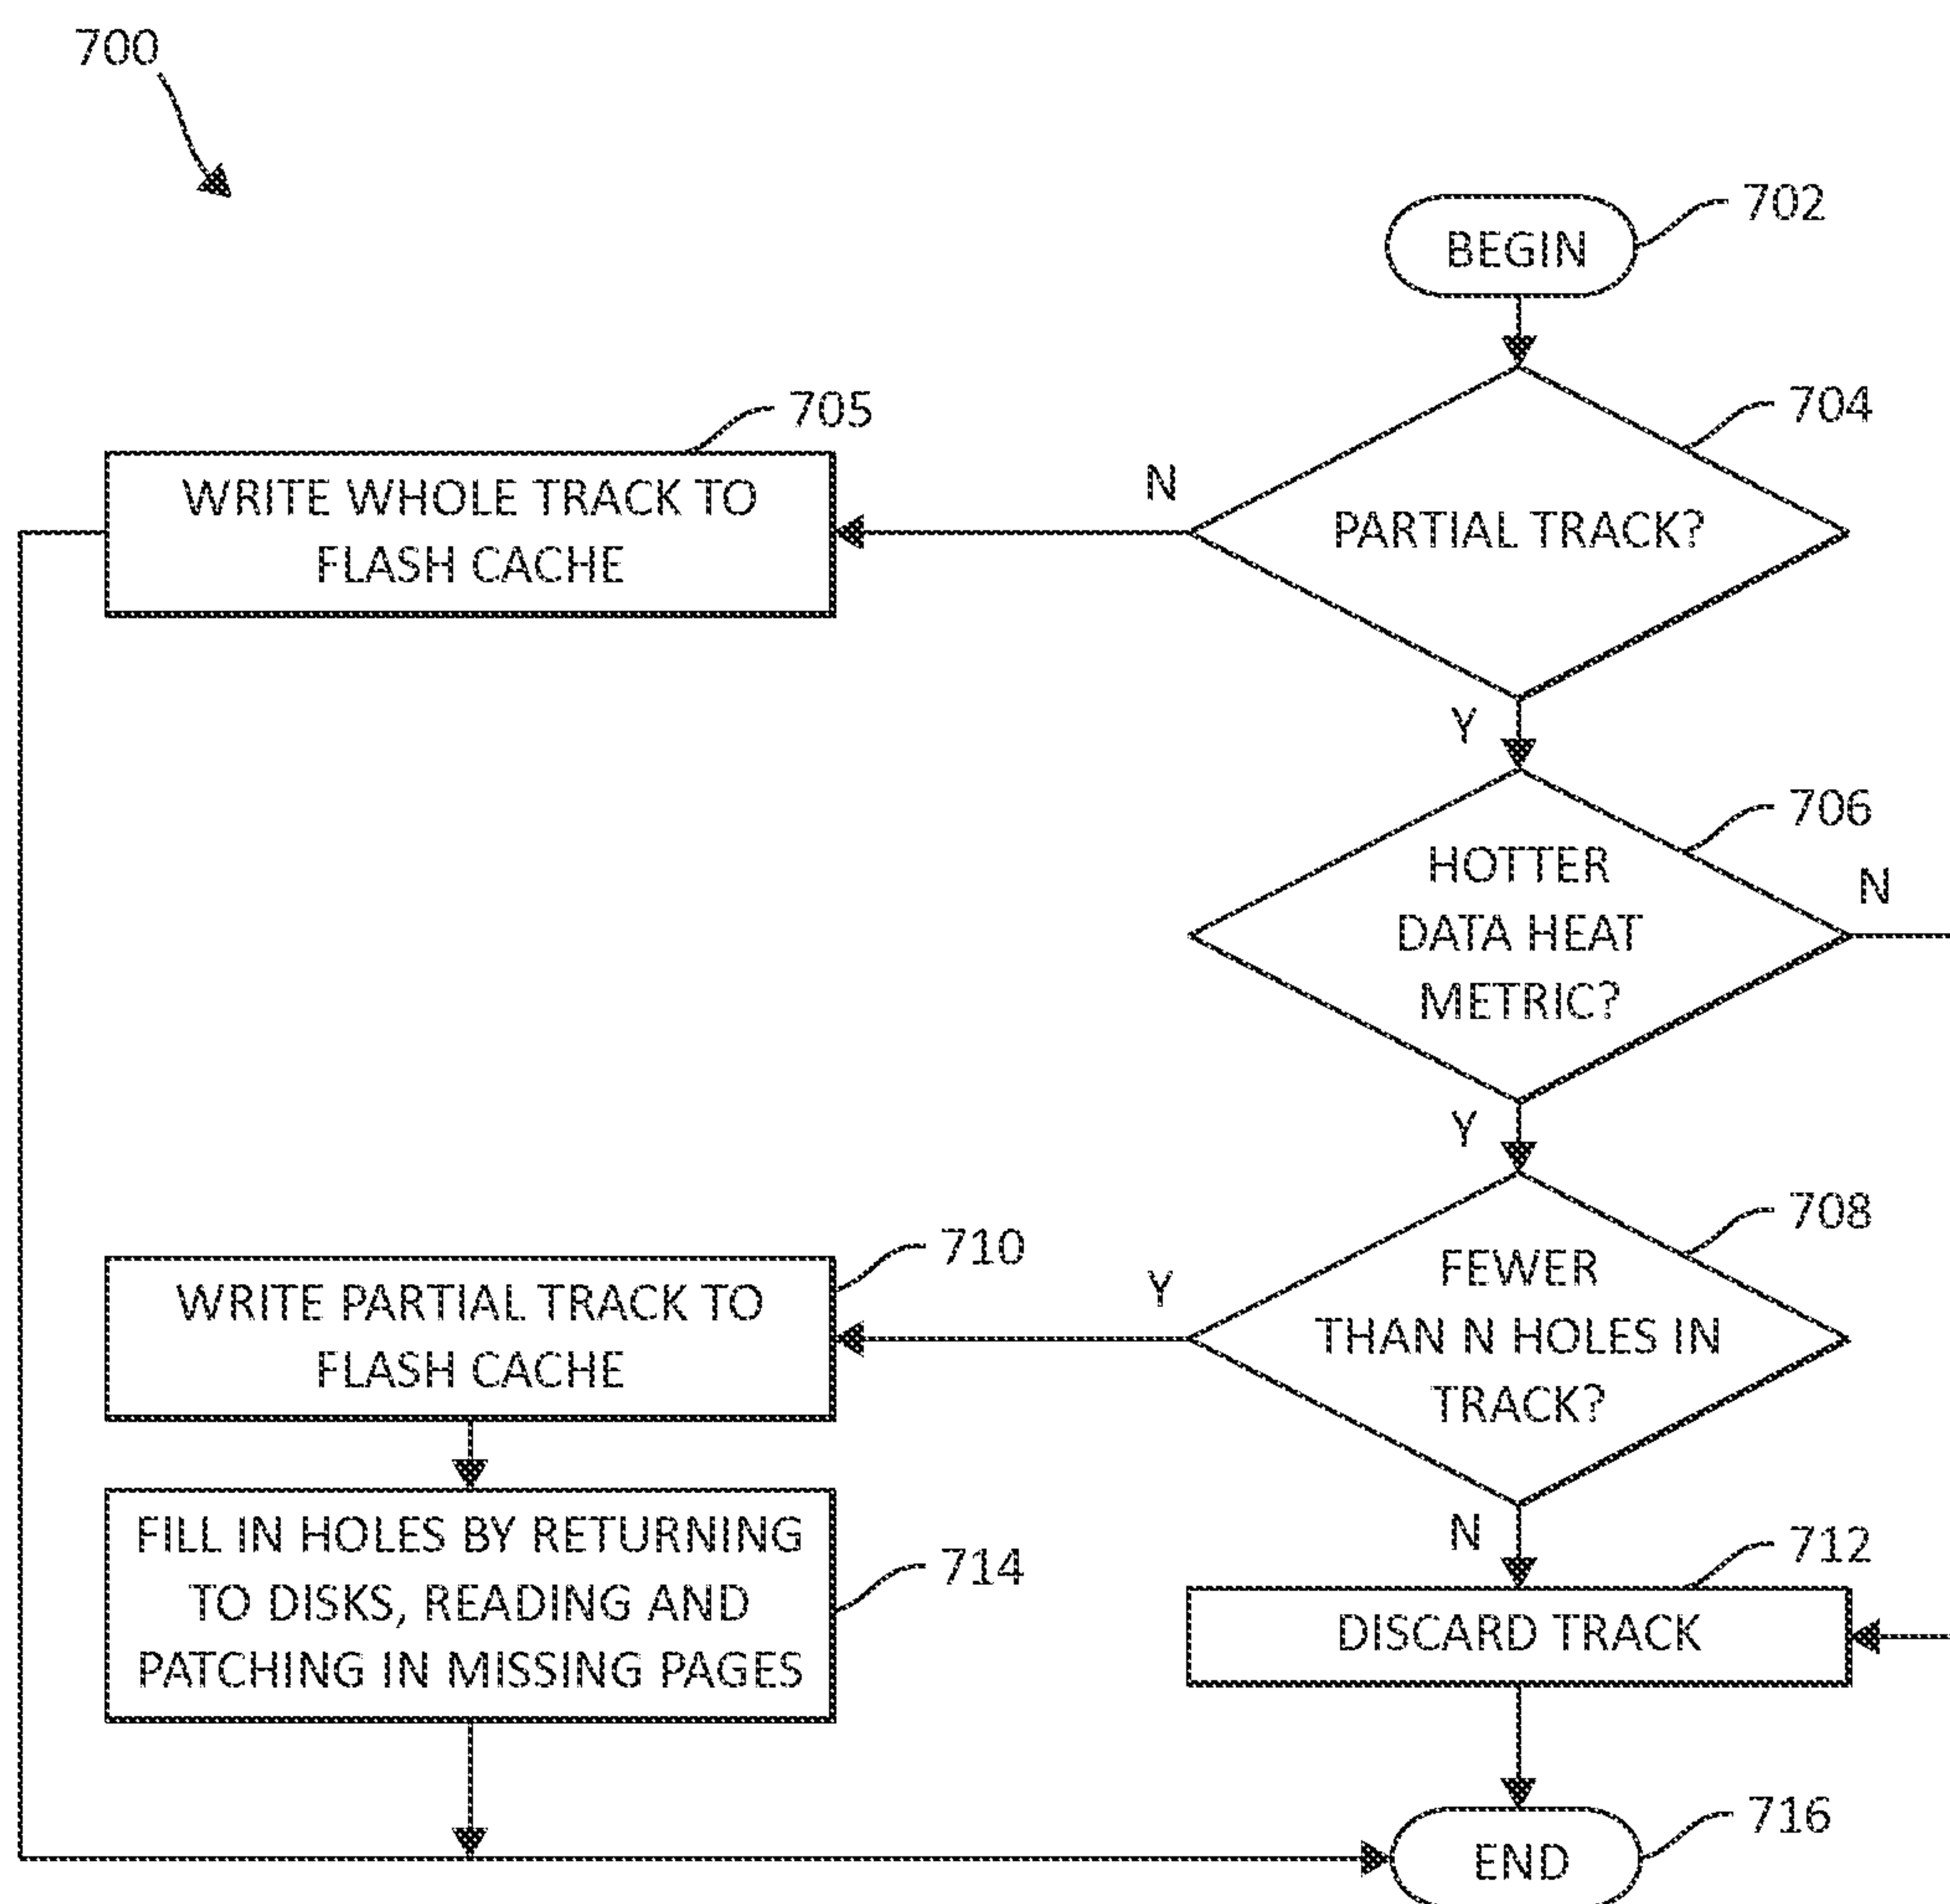 700
BEGIN
702
705
704
WRITE WHOLE TRACK TO
FLASH CACHE
N
PARTIAL TRACK?
Y
706
HOTTER
DATA HEAT
METRIC?
N
Y
708
710
WRITE PARTIAL TRACK TO
FLASH CACHE
Y
FEWER
THAN N HOLES IN
TRACK?
N
FILL IN HOLES BY RETURNING
TO DISKS, READING AND
PATCHING IN MISSING PAGES
714
712
DISCARD TRACK
716
END